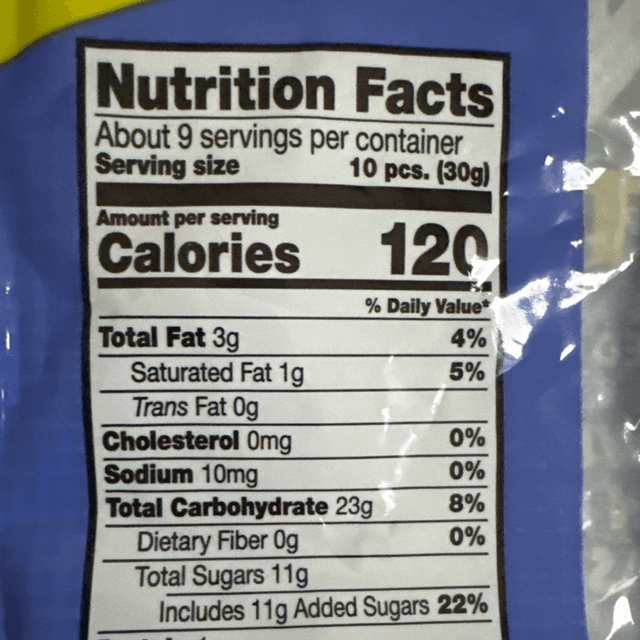 Nutrition Facts
About 9 servings per container
Serving size 10 pcs. (30g)
Amount per serving
Calories 120
% Daily Value*
Total Fat 3g 4%
Saturated Fat 1g 5%
Trans Fat 0g
Cholesterol 0mg 0%
Sodium 10mg 0%
Total Carbohydrate 23g 8%
Dietary Fiber 0g 0%
Total Sugars 11g
Includes 11g Added Sugars 22%